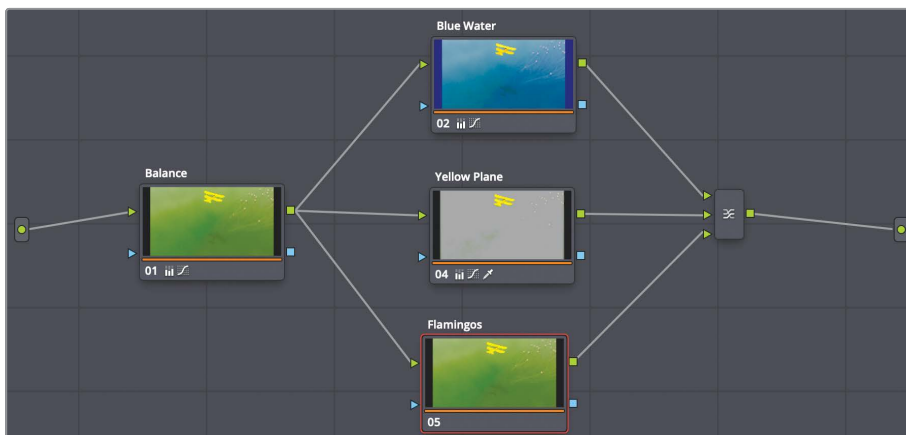 Blue Water
02
Balance
01
Yellow Plane
04
Flamingos
05